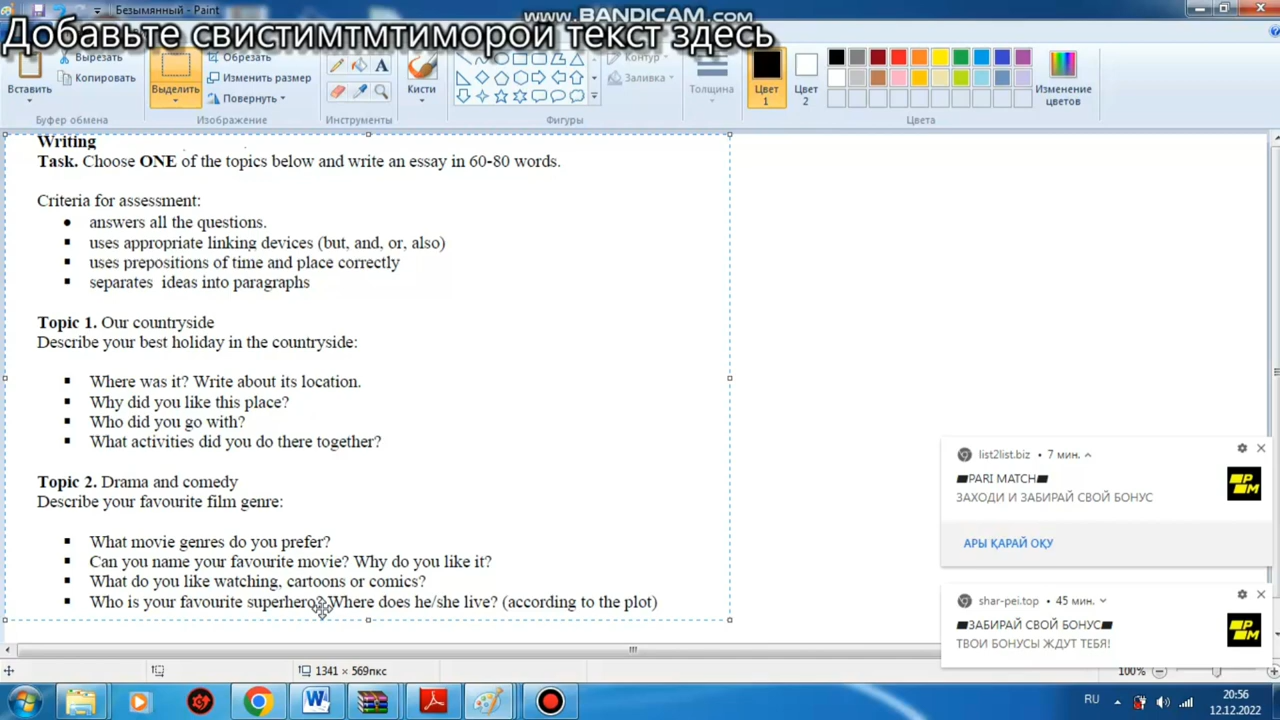 Безымянный - Paint
www.BANDICAM.com
Добавьте свистимтмтиморой текст здесь
Вставить
Вырезать
Копировать
Буфер обмена
Выделить
Обрезать
Изменить размер
Повернуть
Изображение
Инструменты
Кисти
Контур
Заливка
Фигуры
Толщина
Цвет 1
Цвет 2
Изменение цветов
Цвета
Writing
Task. Choose ONE of the topics below and write an essay in 60-80 words.
Criteria for assessment:
answers all the questions.
uses appropriate linking devices (but, and, or, also)
uses prepositions of time and place correctly
separates ideas into paragraphs
Topic 1. Our countryside
Describe your best holiday in the countryside:
Where was it? Write about its location.
Why did you like this place?
Who did you go with?
What activities did you do there together?
Topic 2. Drama and comedy
Describe your favourite film genre:
What movie genres do you prefer?
Can you name your favourite movie? Why do you like it?
What do you like watching, cartoons or comics?
Who is your favourite superhero? Where does he/she live? (according to the plot)
list2list.biz • 7 мин.
PARI MATCH
ЗАХОДИ И ЗАБИРАЙ СВОЙ БОНУС
АРЫ ҚАРАЙ ОҚУ
shar-pei.top • 45 мин.
ЗАБИРАЙ СВОЙ БОНУС
ТВОИ БОНУСЫ ЖДУТ ТЕБЯ!
1341 × 569пкс
100%
RU
20:56
12.12.2022